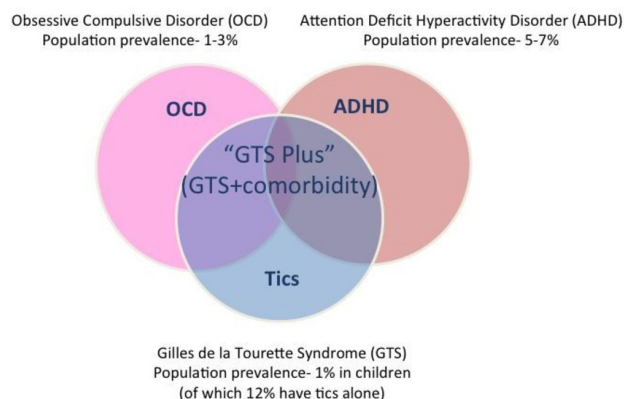 Obsessive Compulsive Disorder (OCD)
Population prevalence- 1-3%
Attention Deficit Hyperactivity Disorder (ADHD)
Population prevalence- 5-7%
OCD
ADHD
“GTS Plus”
(GTS+comorbidity)
Tics
Gilles de la Tourette Syndrome (GTS)
Population prevalence- 1% in children
(of which 12% have tics alone)